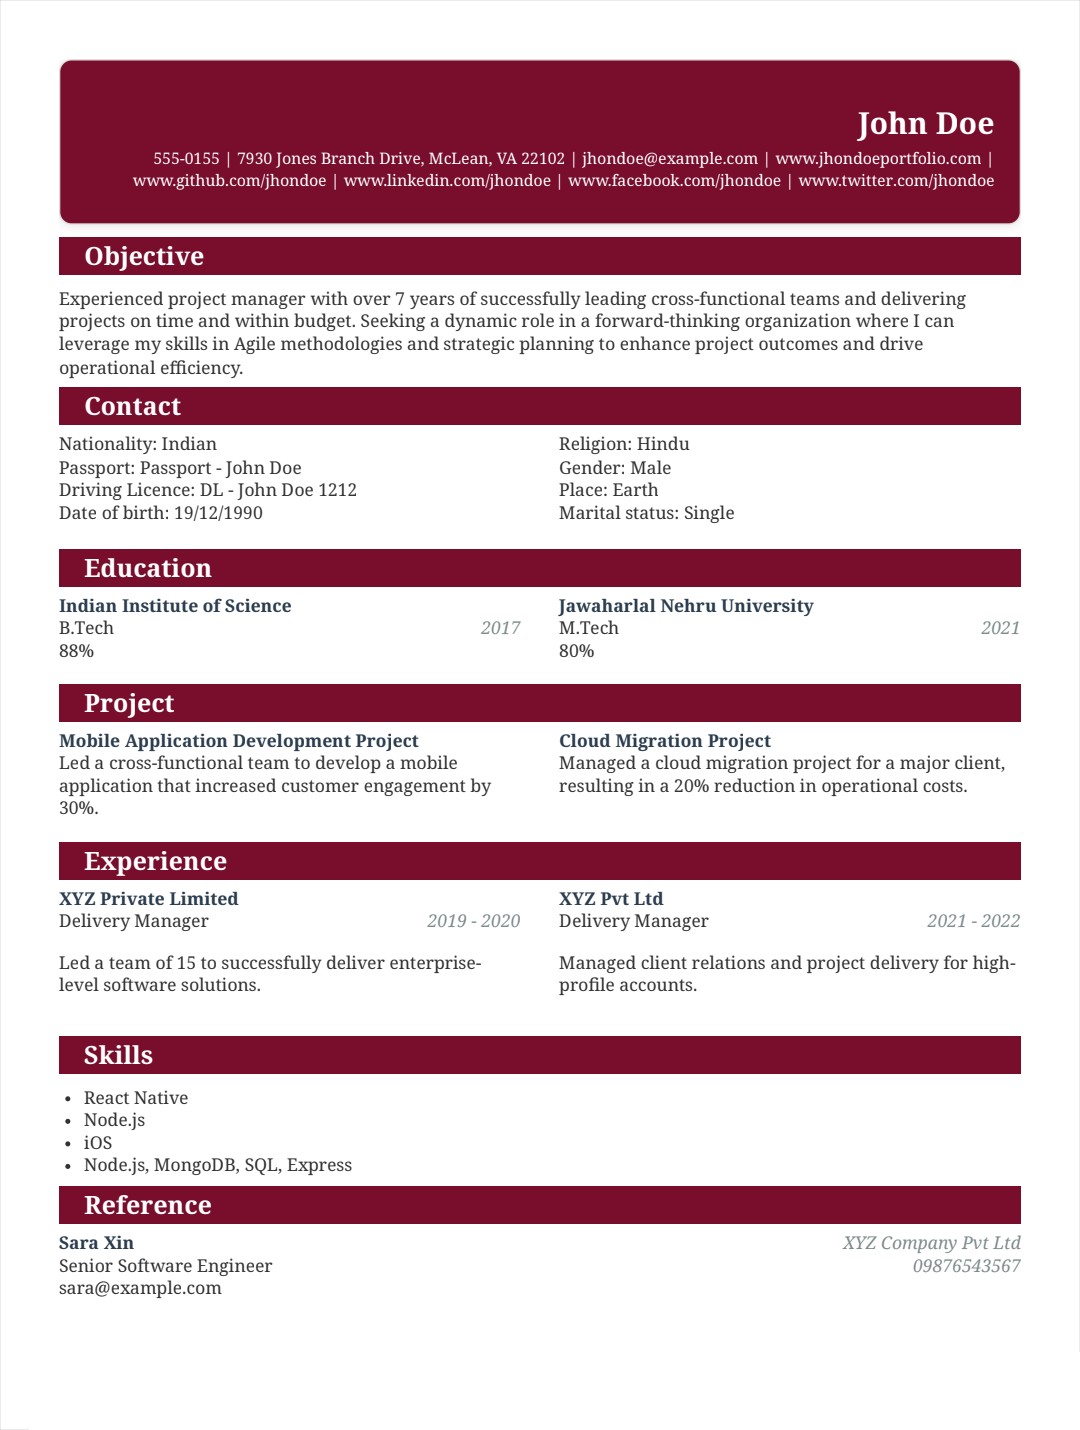 John Doe
555-0155 | 7930 Jones Branch Drive, McLean, VA 22102 | jhondoe@example.com | www.jhondoeportfolio.com |
www.github.com/jhondoe | www.linkedin.com/jhondoe | www.facebook.com/jhondoe | www.twitter.com/jhondoe
Objective
Experienced project manager with over 7 years of successfully leading cross-functional teams and delivering
projects on time and within budget. Seeking a dynamic role in a forward-thinking organization where I can
leverage my skills in Agile methodologies and strategic planning to enhance project outcomes and drive
operational efficiency.
Contact
Nationality: Indian
Passport: Passport - John Doe
Driving Licence: DL - John Doe 1212
Date of birth: 19/12/1990
Religion: Hindu
Gender: Male
Place: Earth
Marital status: Single
Education
Indian Institute of Science
B.Tech 2017
88%
Jawaharlal Nehru University
M.Tech 2021
80%
Project
Mobile Application Development Project
Led a cross-functional team to develop a mobile
application that increased customer engagement by
30%.
Cloud Migration Project
Managed a cloud migration project for a major client,
resulting in a 20% reduction in operational costs.
Experience
XYZ Private Limited
Delivery Manager 2019 - 2020
Led a team of 15 to successfully deliver enterprise-
level software solutions.
XYZ Pvt Ltd
Delivery Manager 2021 - 2022
Managed client relations and project delivery for high-
profile accounts.
Skills
• React Native
• Node.js
• iOS
• Node.js, MongoDB, SQL, Express
Reference
Sara Xin XYZ Company Pvt Ltd
Senior Software Engineer 09876543567
sara@example.com